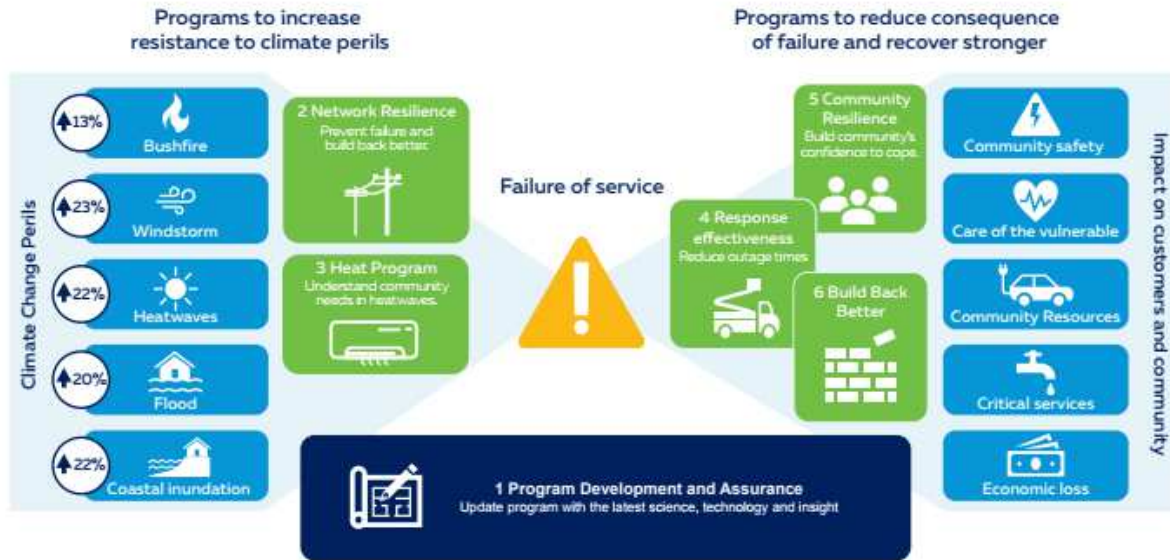 Programs to increase
resistance to climate perils
Programs to reduce consequence
of failure and recover stronger
Climate Change Perils
13%
Bushfire
23%
Windstorm
22%
Heatwaves
20%
Flood
22%
Coastal inundation
2 Network Resilience
Prevent failure and
build back better.
3 Heat Program
Understand community
needs in heatwaves.
Failure of service
4 Response
effectiveness
Reduce outage times
5 Community
Resilience
Build community's
confidence to cope.
6 Build Back
Better
Community safety
Care of the vulnerable
Community Resources
Critical services
Economic loss
Impact on customers and community
1 Program Development and Assurance
Update program with the latest science, technology and insight